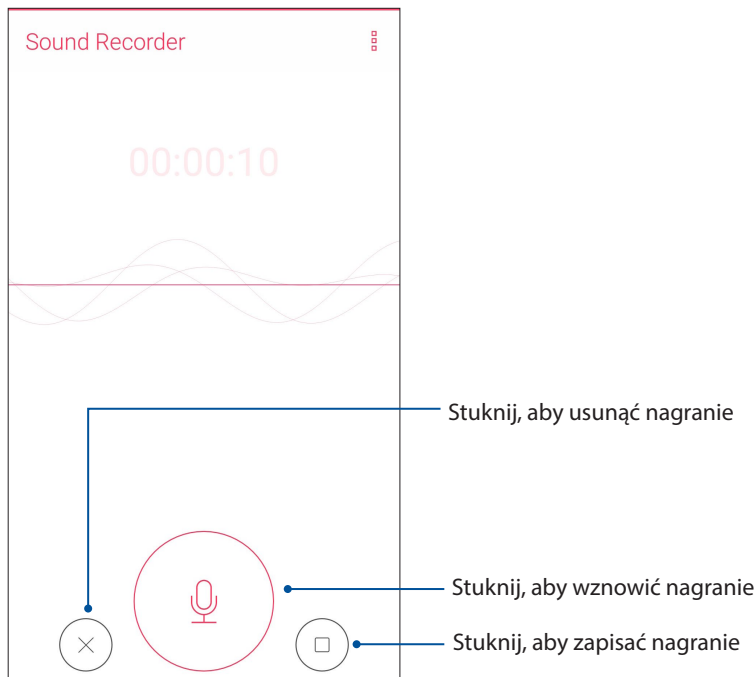 Sound Recorder
00:00:10
Stuknij, aby usunąć nagranie
Stuknij, aby wznowić nagranie
Stuknij, aby zapisać nagranie